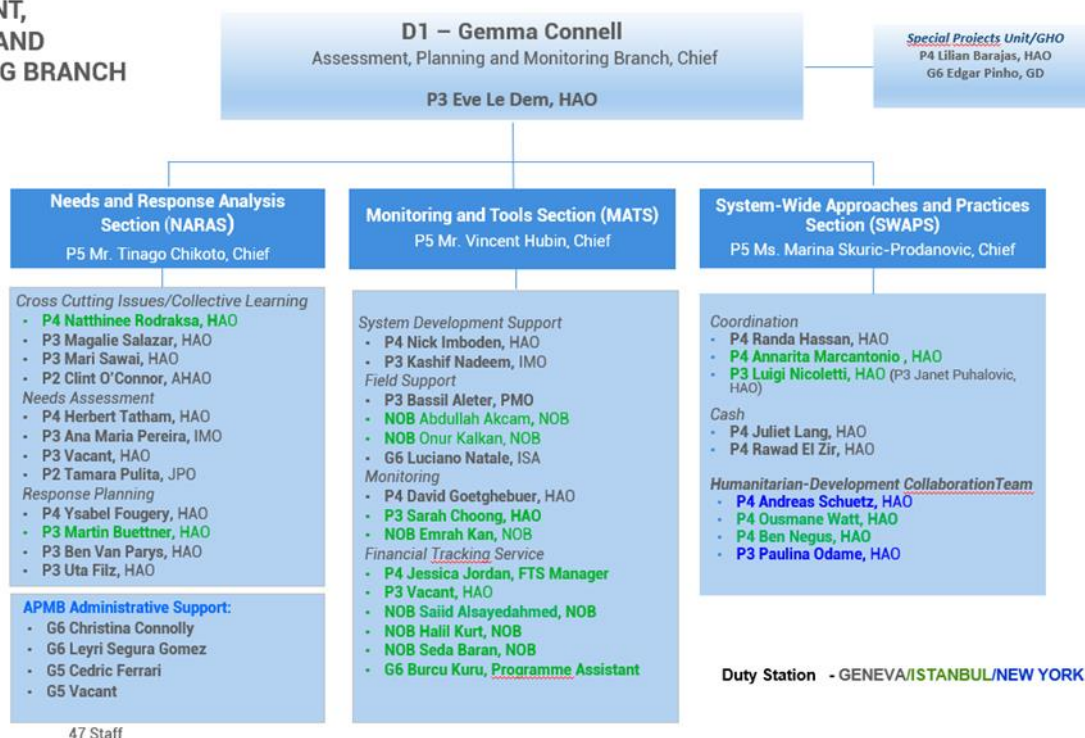 NT,
AND
G BRANCH
D1 – Gemma Connell
Assessment, Planning and Monitoring Branch, Chief
P3 Eve Le Dem, HAO
Special Projects Unit/GHO
P4 Lilian Barajas, HAO
G6 Edgar Pinho, GD
Needs and Response Analysis
Section (NARAS)
P5 Mr. Tinago Chikoto, Chief
Cross Cutting Issues/Collective Learning
• P4 Natthinee Rodraksa, HAO
• P3 Magalie Salazar, HAO
• P3 Mari Sawai, HAO
• P2 Clint O'Connor, AHAO
Needs Assessment
• P4 Herbert Tatham, HAO
• P3 Ana Maria Pereira, IMO
• P3 Vacant, HAO
• P2 Tamara Pulita, JPO
Response Planning
• P4 Ysabel Fougery, HAO
• P3 Martin Buettner, HAO
• P3 Ben Van Parys, HAO
• P3 Uta Filz, HAO
APMB Administrative Support:
• G6 Christina Connolly
• G6 Leyri Segura Gomez
• G5 Cedric Ferrari
• G5 Vacant
47 Staff
Monitoring and Tools Section (MATS)
P5 Mr. Vincent Hubin, Chief
System Development Support
• P4 Nick Imboden, HAO
• P3 Kashif Nadeem, IMO
Field Support
• P3 Bassil Aleter, PMO
• NOB Abdullah Akcam, NOB
• NOB Onur Kalkan, NOB
• G6 Luciano Natale, ISA
Monitoring
• P4 David Goetghebuer, HAO
• P3 Sarah Choong, HAO
• NOB Emrah Kan, NOB
Financial Tracking Service
• P4 Jessica Jordan, FTS Manager
• P3 Vacant, HAO
• NOB Saiid Alsayedahmed, NOB
• NOB Halil Kurt, NOB
• NOB Seda Baran, NOB
• G6 Burcu Kuru, Programme Assistant
System-Wide Approaches and Practices
Section (SWAPS)
P5 Ms. Marina Skuric-Prodanovic, Chief
Coordination
• P4 Randa Hassan, HAO
• P4 Annarita Marcantonio , HAO
• P3 Luigi Nicoletti, HAO (P3 Janet Puhalovic,
HAO)
Cash
• P4 Juliet Lang, HAO
• P4 Rawad El Zir, HAO
Humanitarian-Development CollaborationTeam
• P4 Andreas Schuetz, HAO
• P4 Ousmane Watt, HAO
• P4 Ben Negus, HAO
• P3 Paulina Odame, HAO
Duty Station - GENEVA/ISTANBUL/NEW YORK